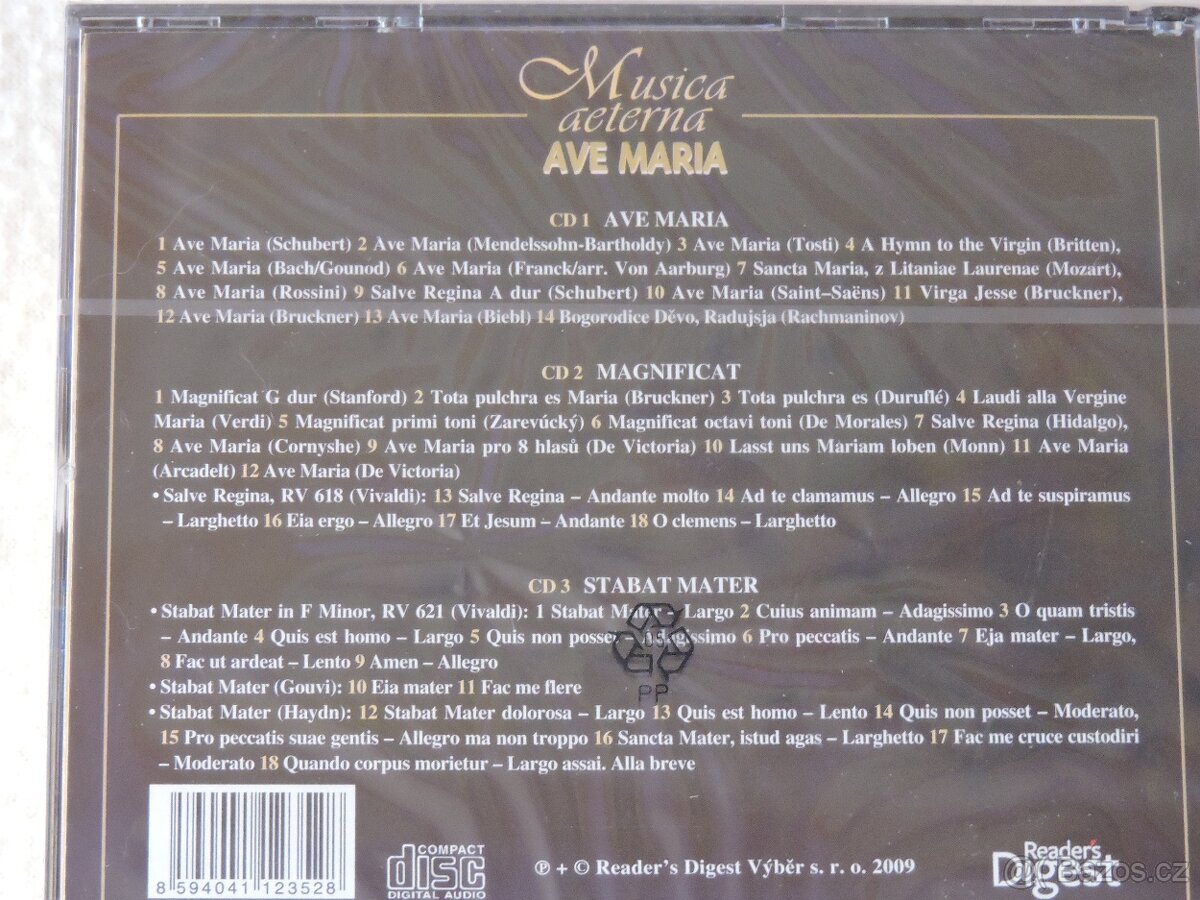 Musica
aeterna
AVE MARIA
CD 1 AVE MARIA
1 Ave Maria (Schubert) 2 Ave Maria (Mendelssohn-Bartholdy) 3 Ave Maria (Tosti) 4 A Hymn to the Virgin (Britten),
5 Ave Maria (Bach/Gounod) 6 Ave Maria (Franck/arr. Von Aarburg) 7 Sancta Maria, z Litaniae Laurenae (Mozart),
8 Ave Maria (Rossini) 9 Salve Regina A dur (Schubert) 10 Ave Maria (Saint–Saëns) 11 Virga Jesse (Bruckner),
12 Ave Maria (Bruckner) 13 Ave Maria (Biebl) 14 Bogorodice Děvo, Radujsja (Rachmaninov)
CD 2 MAGNIFICAT
1 Magnificat G dur (Stanford) 2 Tota pulchra es Maria (Bruckner) 3 Tota pulchra es (Duruflé) 4 Laudi alla Vergine
Maria (Verdi) 5 Magnificat primi toni (Zarevúcký) 6 Magnificat octavi toni (De Morales) 7 Salve Regina (Hidalgo),
8 Ave Maria (Cornyshe) 9 Ave Maria pro 8 hlasů (De Victoria) 10 Lasst uns Mariam loben (Monn) 11 Ave Maria
(Arcadelt) 12 Ave Maria (De Victoria)
• Salve Regina, RV 618 (Vivaldi): 13 Salve Regina – Andante molto 14 Ad te clamamus – Allegro 15 Ad te suspiramus
– Larghetto 16 Eia ergo – Allegro 17 Et Jesum – Andante 18 O clemens – Larghetto
CD 3 STABAT MATER
• Stabat Mater in F Minor, RV 621 (Vivaldi): 1 Stabat Mater – Largo 2 Cuius animam – Adagissimo 3 O quam tristis
– Andante 4 Quis est homo – Largo 5 Quis non posset – Adagissimo 6 Pro peccatis – Andante 7 Eja mater – Largo,
8 Fac ut ardeat – Lento 9 Amen – Allegro
• Stabat Mater (Gouvi): 10 Eia mater 11 Fac me flere
• Stabat Mater (Haydn): 12 Stabat Mater dolorosa – Largo 13 Quis est homo – Lento 14 Quis non posset – Moderato,
15 Pro peccatis suae gentis – Allegro ma non troppo 16 Sancta Mater, istud agas – Larghetto 17 Fac me cruce custodiri
– Moderato 18 Quando corpus morietur – Largo assai. Alla breve
05
PP
8 594041 123528
COMPACT
disc
DIGITAL AUDIO
℗ + © Reader's Digest Výběr s. r. o. 2009
Reader's
Digest
© Bazos.cz